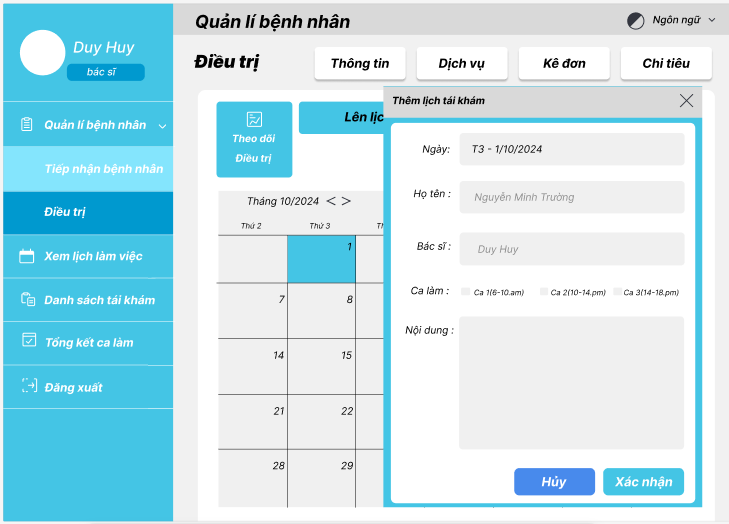 Duy Huy
bác sĩ
Quản lí bệnh nhân
Tiếp nhận bệnh nhân
Điều trị
Xem lịch làm việc
Danh sách tái khám
Tổng kết ca làm
Đăng xuất
Quản lí bệnh nhân
Ngôn ngữ
Điều trị
Thông tin
Dịch vụ
Kê đơn
Chi tiêu
Theo dõi
Điều trị
Lên lịc
Tháng 10/2024 < >
Thứ 2 Thứ 3
1
7 8
14 15
21 22
28 29
Thêm lịch tái khám
Ngày: T3 - 1/10/2024
Họ tên : Nguyễn Minh Trường
Bác sĩ : Duy Huy
Ca làm : Ca 1(6-10.am) Ca 2(10-14.pm) Ca 3(14-18.pm)
Nội dung :
Hủy Xác nhận